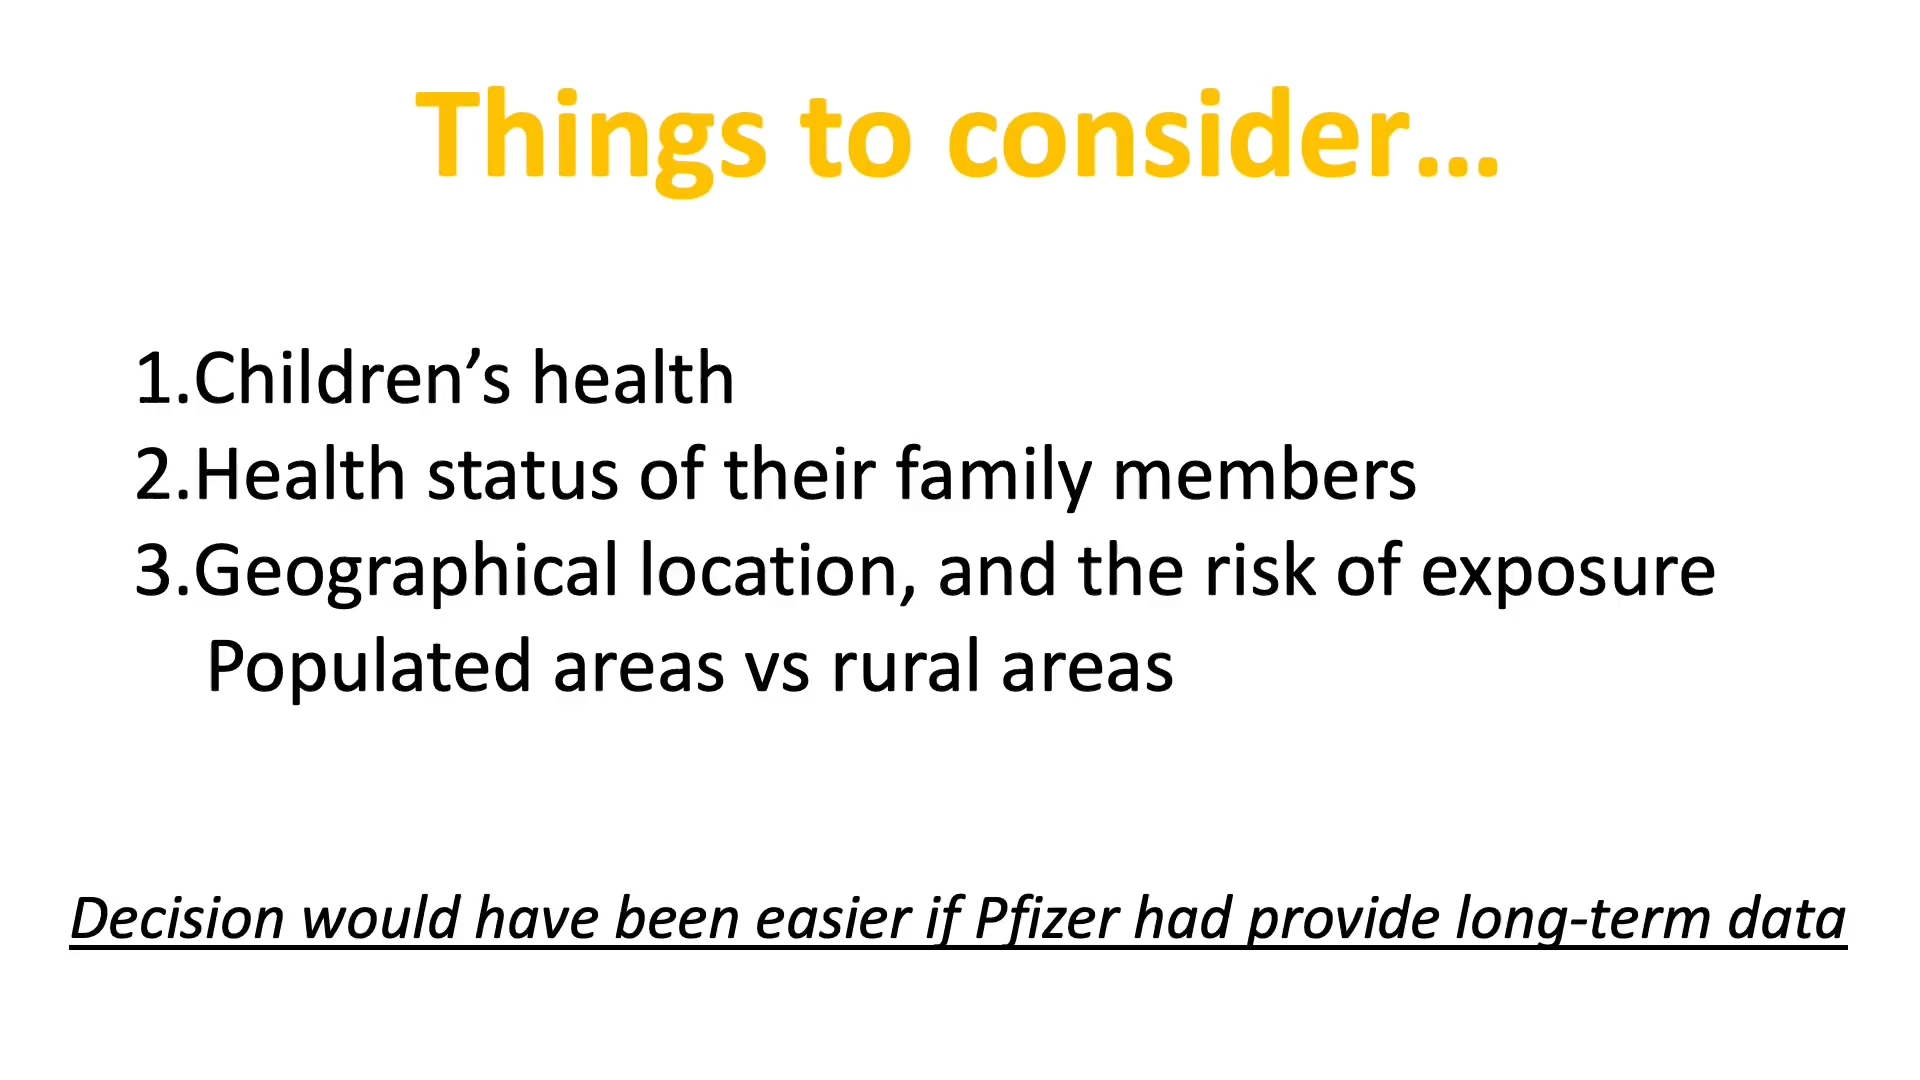 Things to consider…
1.Children’s health
2.Health status of their family members
3.Geographical location, and the risk of exposure
Populated areas vs rural areas
Decision would have been easier if Pfizer had provide long-term data